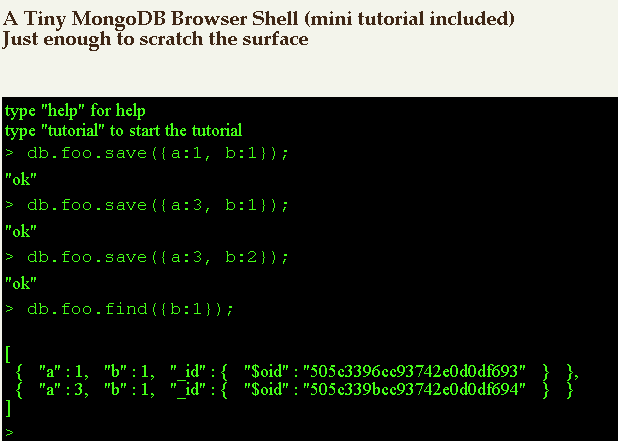 A Tiny MongoDB Browser Shell (mini tutorial included)
Just enough to scratch the surface
type "help" for help
type "tutorial" to start the tutorial
> db.foo.save({a:1, b:1});
"ok"
> db.foo.save({a:3, b:1});
"ok"
> db.foo.save({a:3, b:2});
"ok"
> db.foo.find({b:1});
[
{ "a" : 1, "b" : 1, "_id" : { "$oid" : "505c3396cc93742e0d0df693" } },
{ "a" : 3, "b" : 1, "_id" : { "$oid" : "505c339bcc93742e0d0df694" } }
]
>